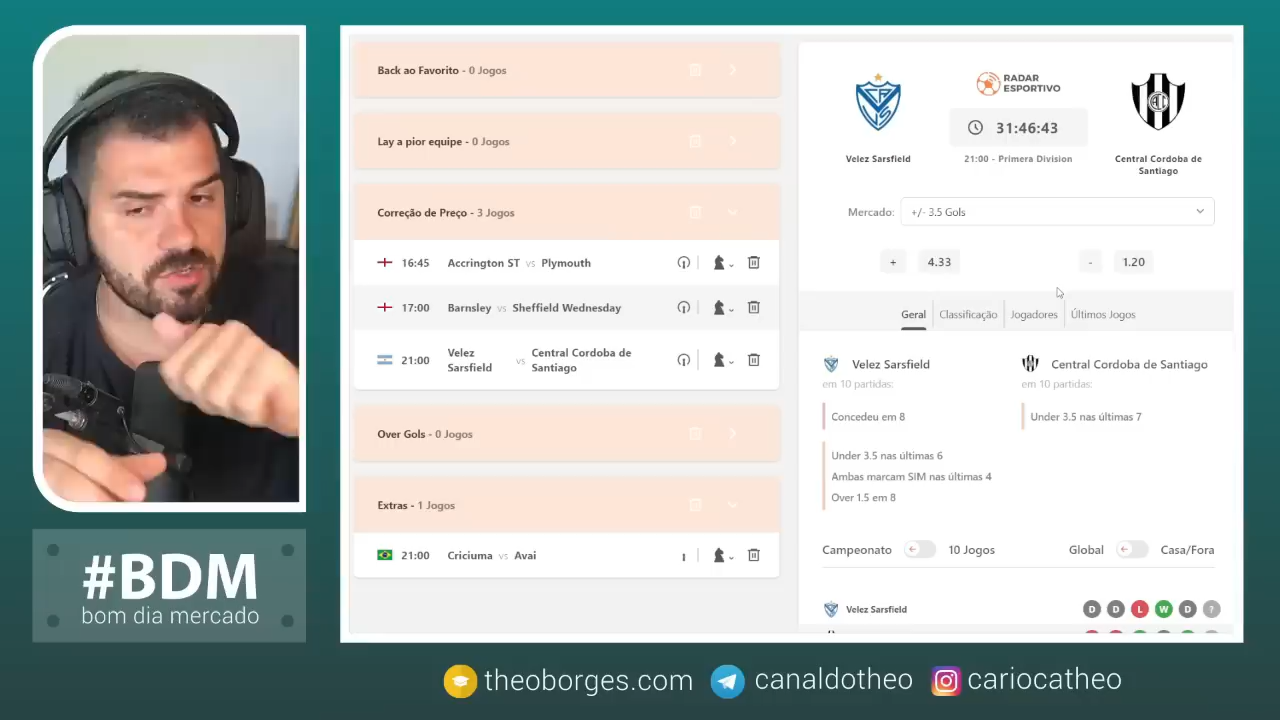 Back ao Favorito - 0 Jogos
Lay a pior equipe - 0 Jogos
Correção de Preço - 3 Jogos
16:45 Accrington ST vs Plymouth
17:00 Barnsley vs Sheffield Wednesday
21:00 Velez Sarsfield vs Central Cordoba de Santiago
Over Gols - 0 Jogos
Extras - 1 Jogos
21:00 Criciuma vs Avai
RADAR
ESPORTIVO
31:46:43
Velez Sarsfield
21:00 - Primera Division
Central Cordoba de
Santiago
Mercado: +/- 3.5 Gols
+ 4.33 - 1.20
Geral Classificação Jogadores Últimos Jogos
Velez Sarsfield Central Cordoba de Santiago
em 10 partidas: em 10 partidas:
Concedeu em 8 Under 3.5 nas últimas 7
Under 3.5 nas últimas 6
Ambas marcam SIM nas últimas 4
Over 1.5 em 8
Campeonato 10 Jogos Global Casa/Fora
Velez Sarsfield D D L W D ?
#BDM
bom dia mercado
theoborges.com canaldotheo cariocatheo